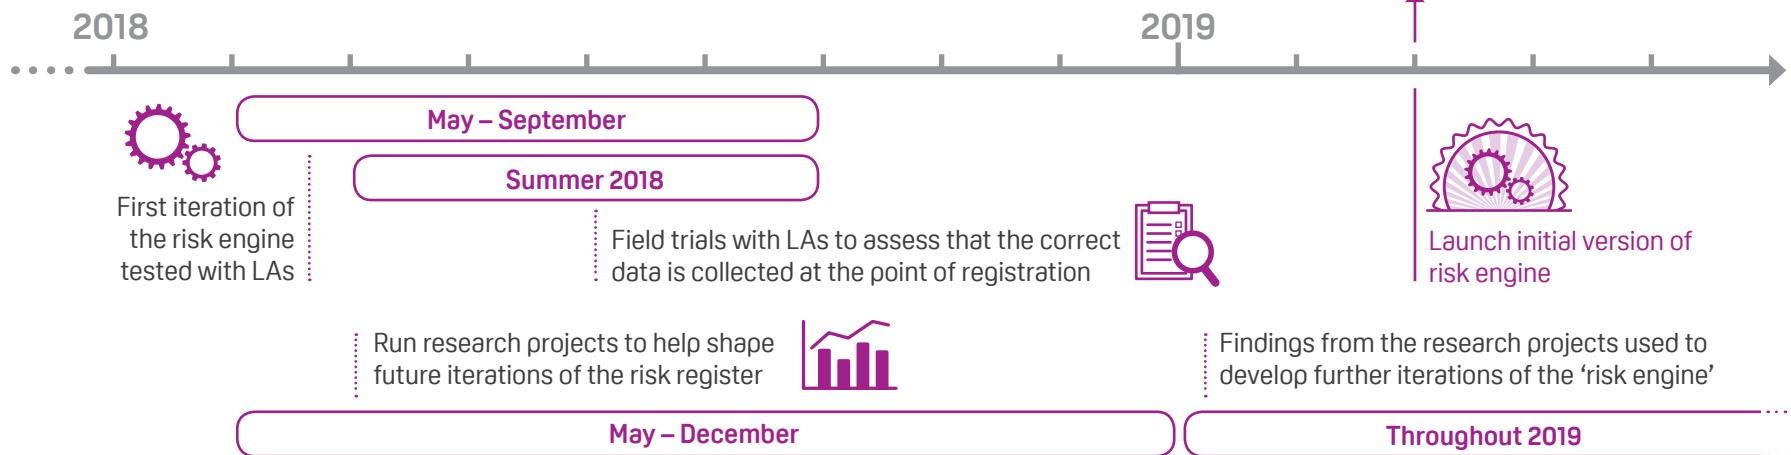 2018
2019
May – September
Summer 2018
First iteration of
the risk engine
tested with LAs
Field trials with LAs to assess that the correct
data is collected at the point of registration
Launch initial version of
risk engine
Run research projects to help shape
future iterations of the risk register
Findings from the research projects used to
develop further iterations of the ‘risk engine’
May – December
Throughout 2019